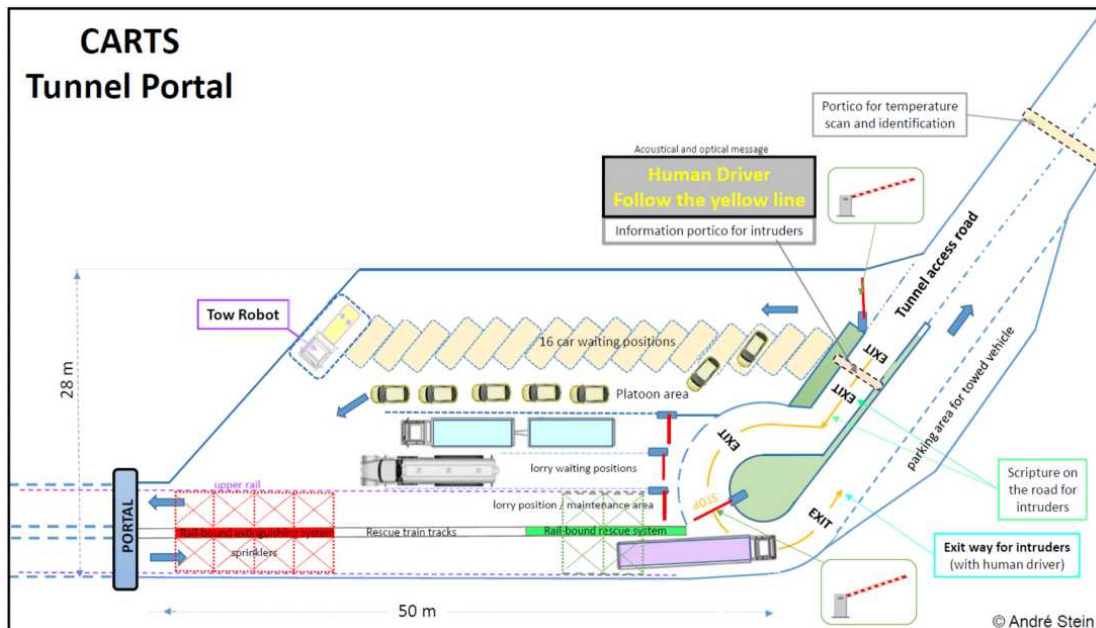 CARTS
Tunnel Portal
Portico for temperature
scan and identification
Acoustical and optical message
Human Driver
Follow the yellow line
Information portico for intruders
Tunnel access road
Tow Robot
16 car waiting positions
EXIT
EXIT
28 m
Platoon area
parking area for towed vehicle
EXIT
lorry waiting positions
Scripture on
the road for
intruders
upper rail
lorry position / maintenance area
STOP
PORTAL
EXIT
Rail-bound extinguishing system
Rescue train tracks
Rail-bound rescue system
sprinklers
Exit way for intruders
(with human driver)
50 m
© André Stein